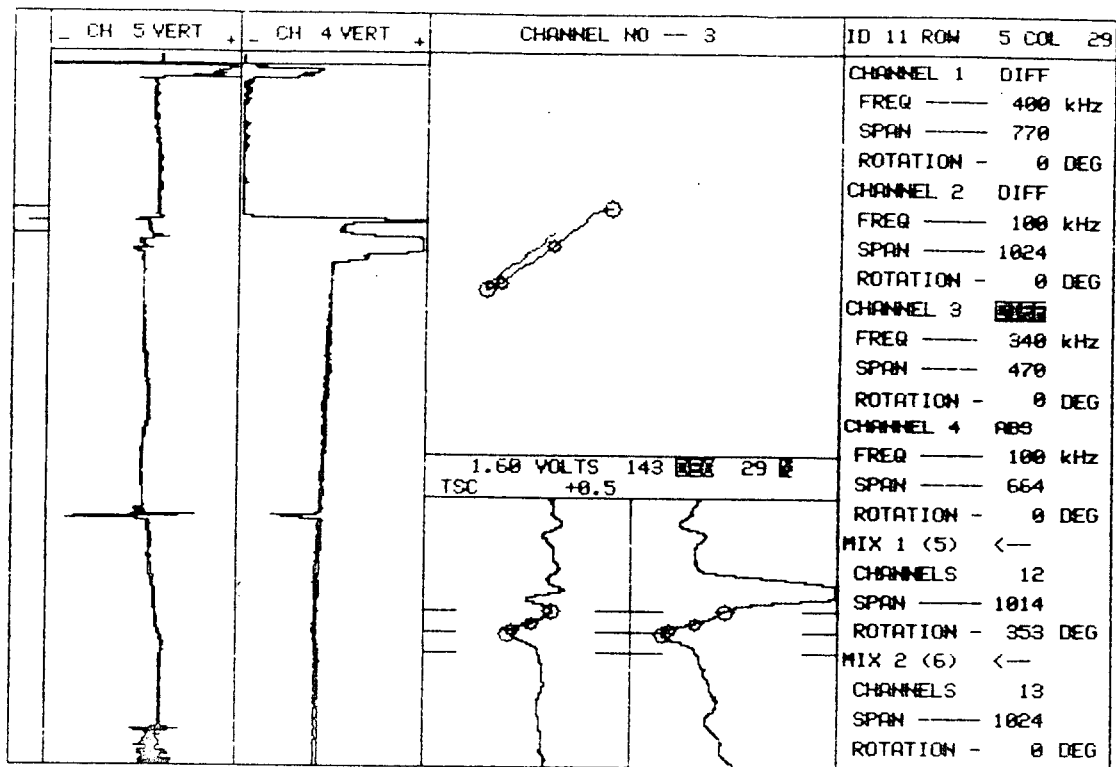 _ CH 5 VERT +
_ CH 4 VERT +
CHANNEL NO -- 3
ID 11 ROW 5 COL 29
CHANNEL 1 DIFF
FREQ ----- 400 kHz
SPAN ----- 770
ROTATION - 0 DEG
CHANNEL 2 DIFF
FREQ ----- 100 kHz
SPAN ----- 1024
ROTATION - 0 DEG
CHANNEL 3
FREQ ----- 340 kHz
SPAN ----- 470
ROTATION - 0 DEG
CHANNEL 4 ABS
FREQ ----- 100 kHz
SPAN ----- 664
ROTATION - 0 DEG
MIX 1 (5) <--
CHANNELS 12
SPAN ----- 1014
ROTATION - 353 DEG
MIX 2 (6) <--
CHANNELS 13
SPAN ----- 1024
ROTATION - 0 DEG
1.60 VOLTS 143 29
TSC +0.5